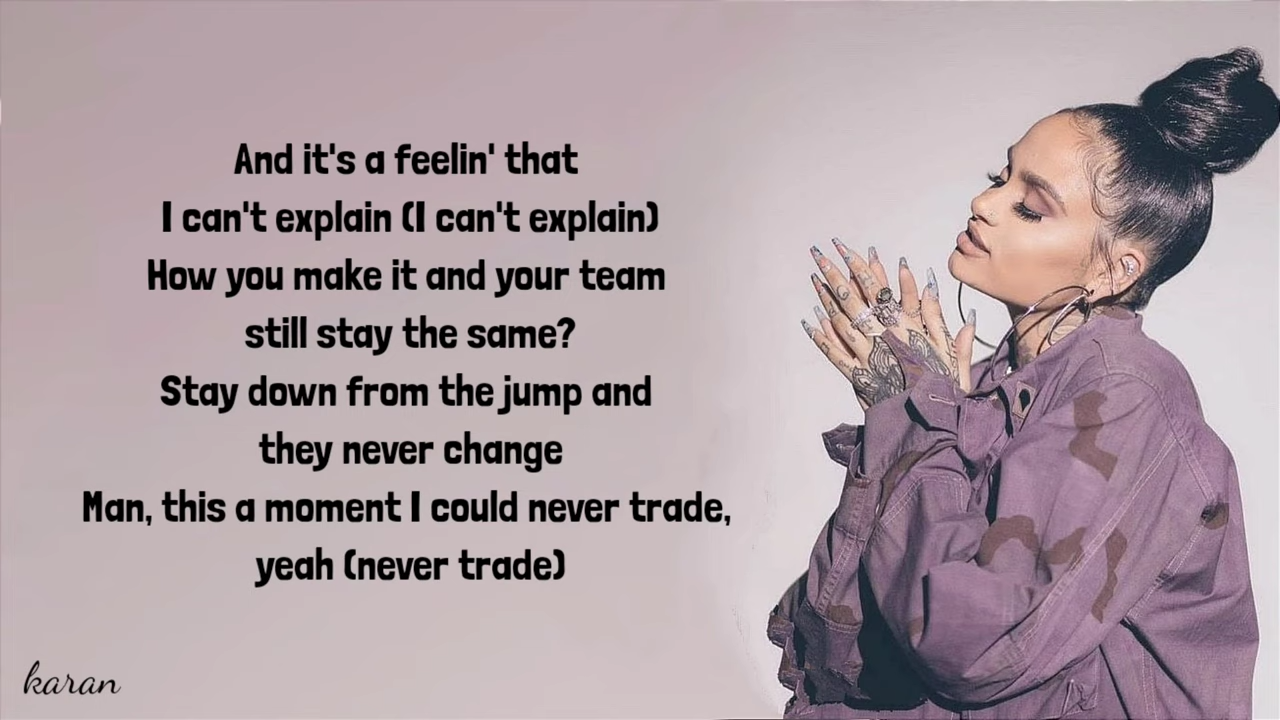 And it's a feelin' that
I can't explain (I can't explain)
How you make it and your team
still stay the same?
Stay down from the jump and
they never change
Man, this a moment I could never trade,
yeah (never trade)
karan